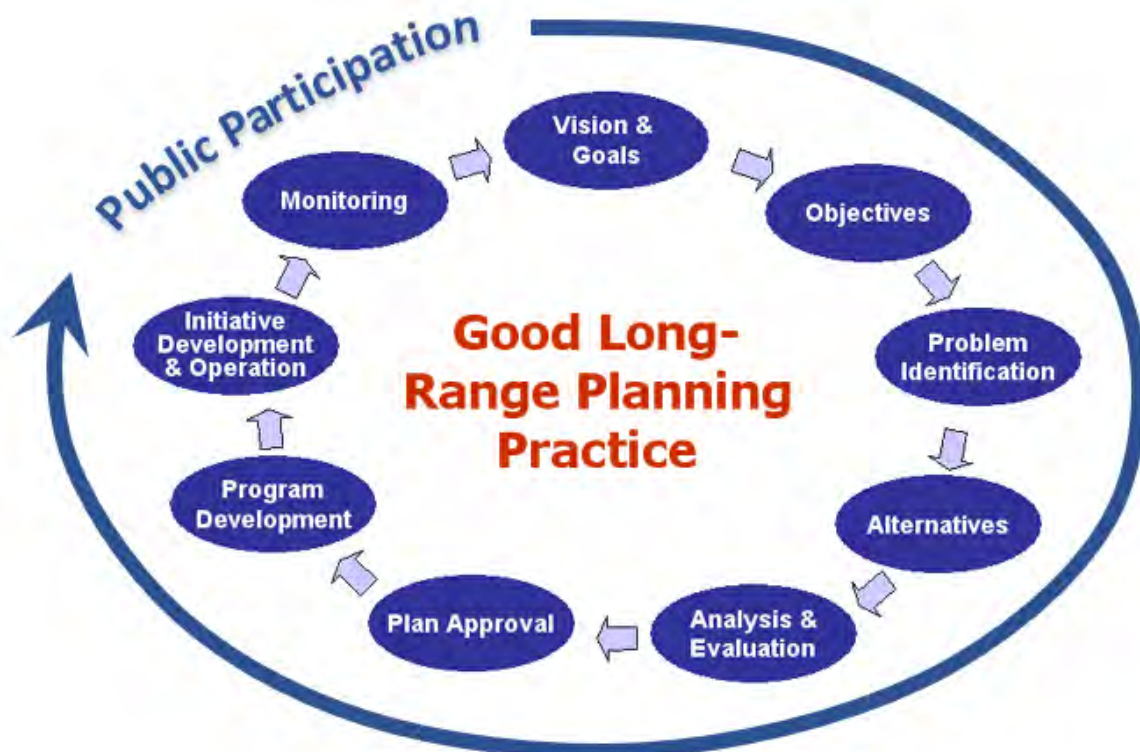 Public Participation
Vision &
Goals
Objectives
Problem
Identification
Alternatives
Analysis &
Evaluation
Plan Approval
Program
Development
Initiative
Development
& Operation
Monitoring
Good Long-
Range Planning
Practice